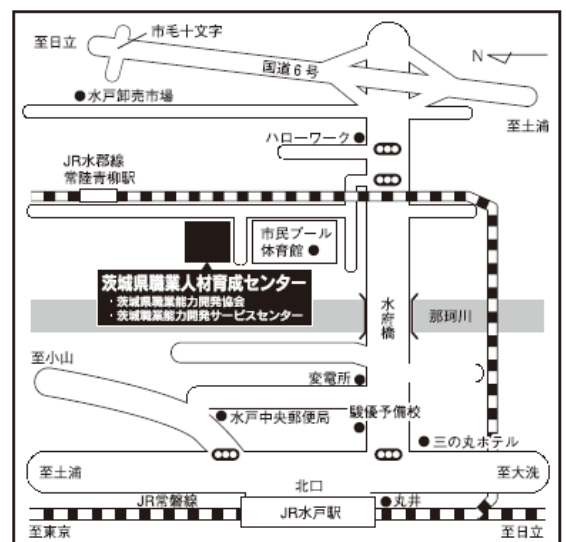 市毛十文字
至日立
国道6号
N
水戸卸売市場
至土浦
ハローワーク
JR水郡線
常陸青柳駅
市民プール
体育館
茨城県職業人材育成センター
・茨城県職業能力開発協会
・茨城職業能力開発サービスセンター
水府橋
那珂川
至小山
変電所
水戸中央郵便局
駿優予備校
三の丸ホテル
至土浦
至大洗
北口
JR常磐線
JR水戸駅
丸井
至東京
至日立